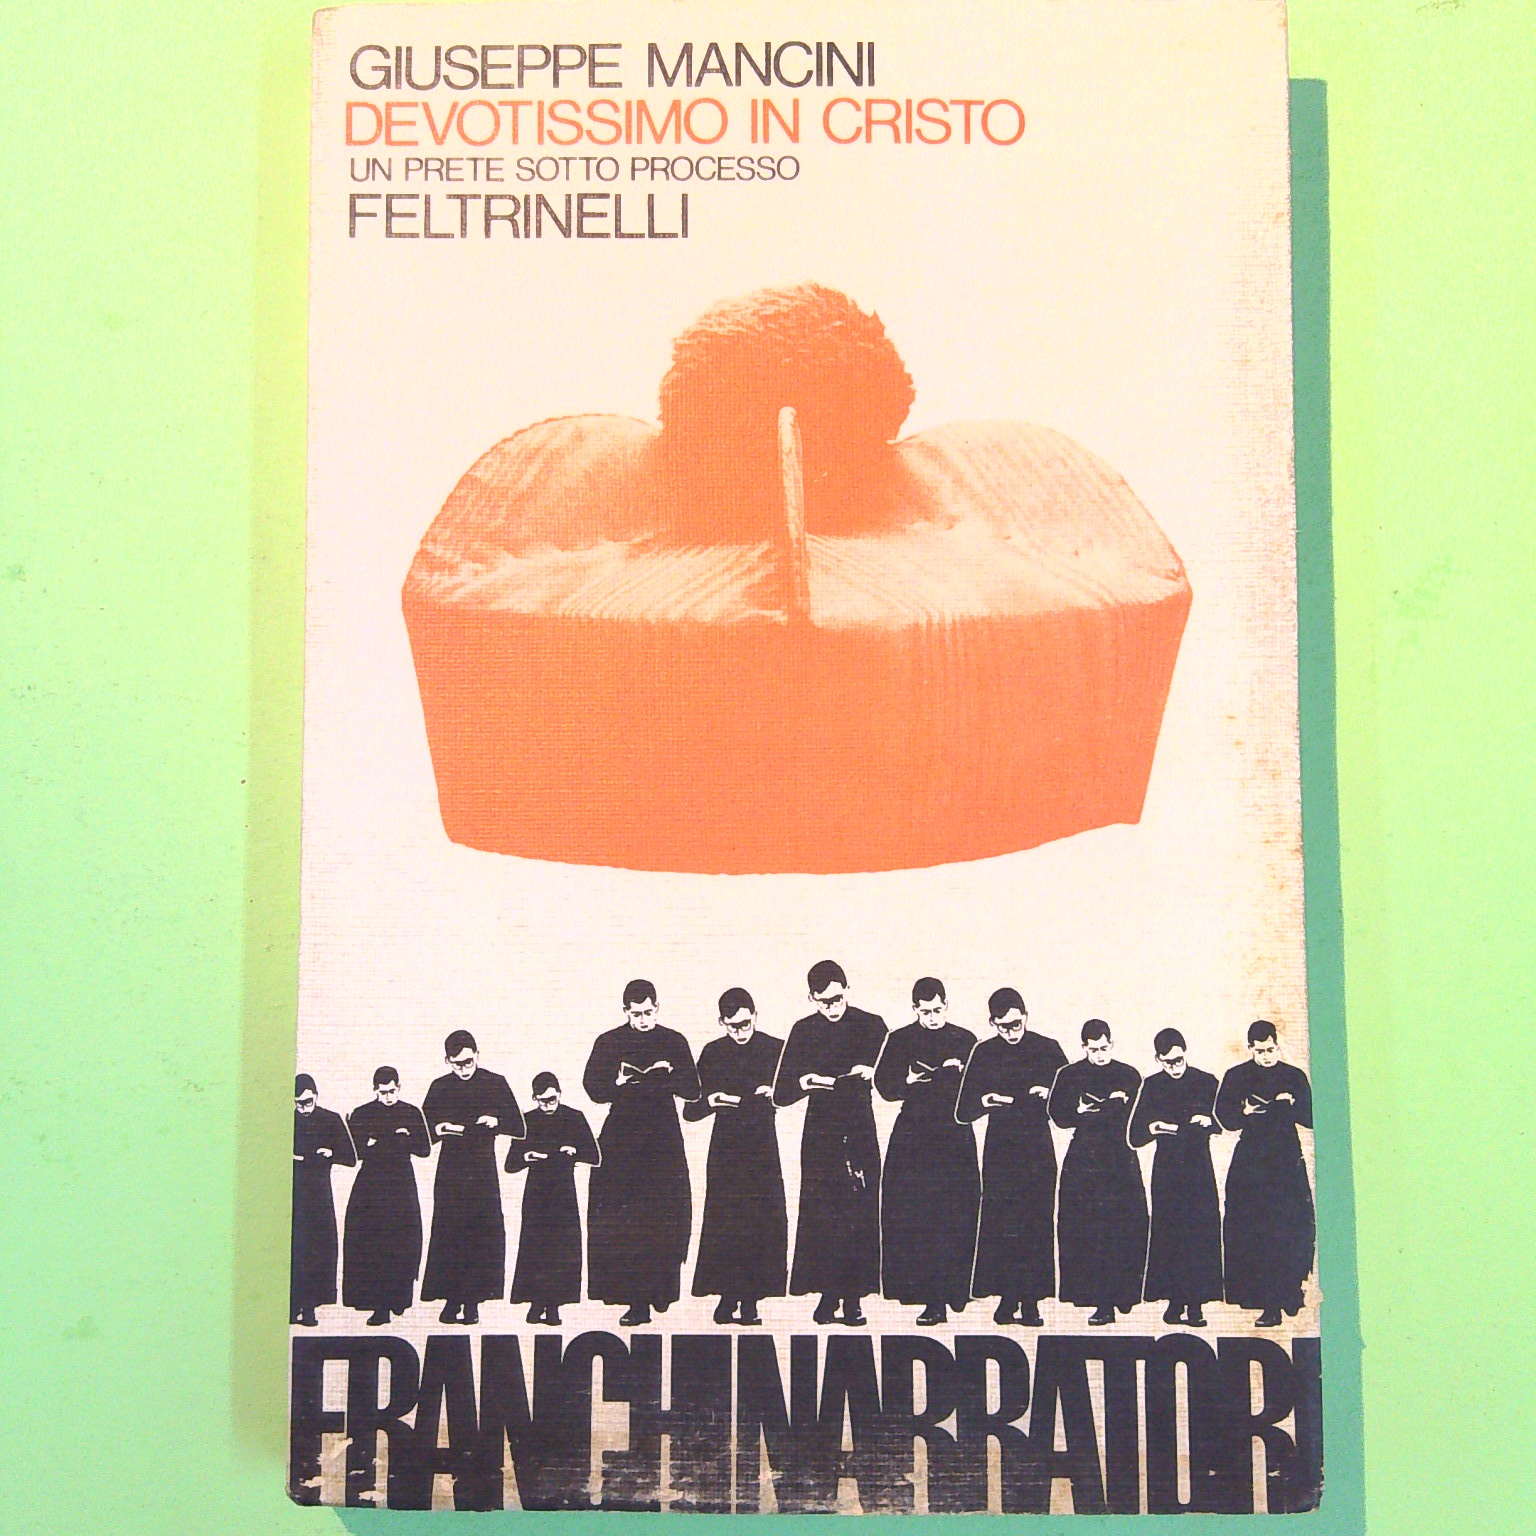 GIUSEPPE MANCINI
DEVOTISSIMO IN CRISTO
UN PRETE SOTTO PROCESSO
FELTRINELLI
FRANCHI NARRATORI